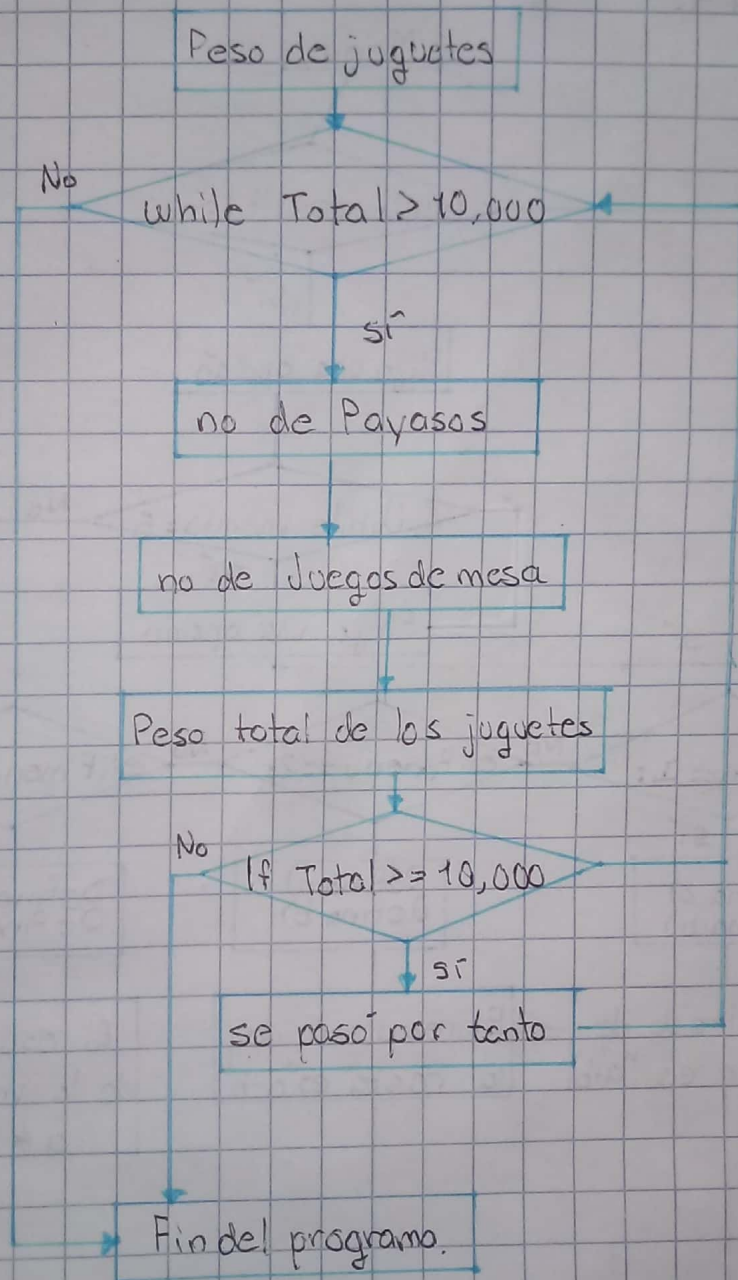 Peso de juguetes
No
while Total > 10,000
sí
no de Payasos
no de Juegos de mesa
Peso total de los juguetes
No
If Total >= 10,000
sí
se pasó por tanto
Fin del programa.